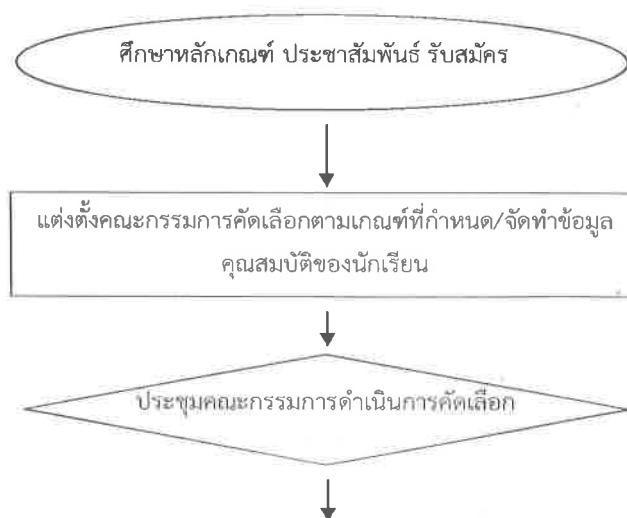 ศึกษาหลักเกณฑ์ ประชาสัมพันธ์ รับสมัคร
แต่งตั้งคณะกรรมการคัดเลือกตามเกณฑ์ที่กำหนด/จัดทำข้อมูล
คุณสมบัติของนักเรียน
ประชุมคณะกรรมการดำเนินการคัดเลือก